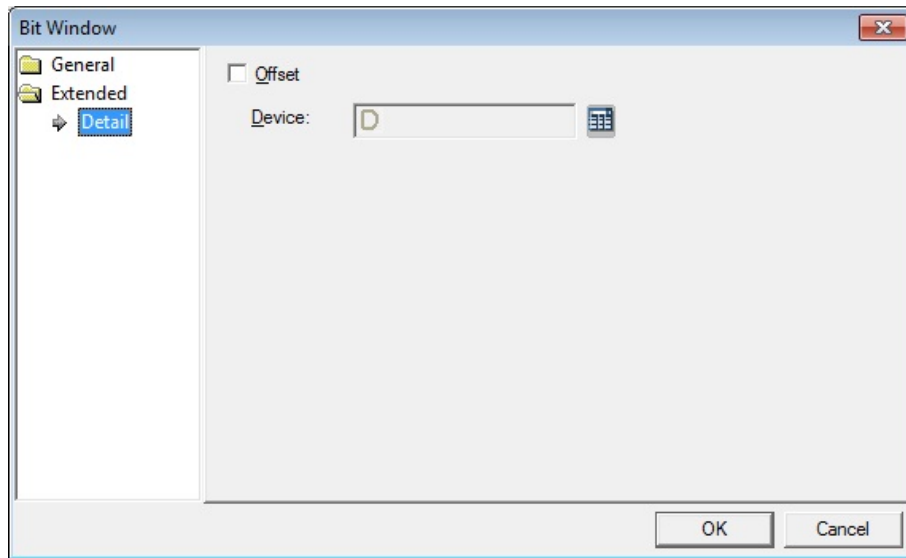 Bit Window
General
Extended
Detail
Offset
Device:
D
OK
Cancel